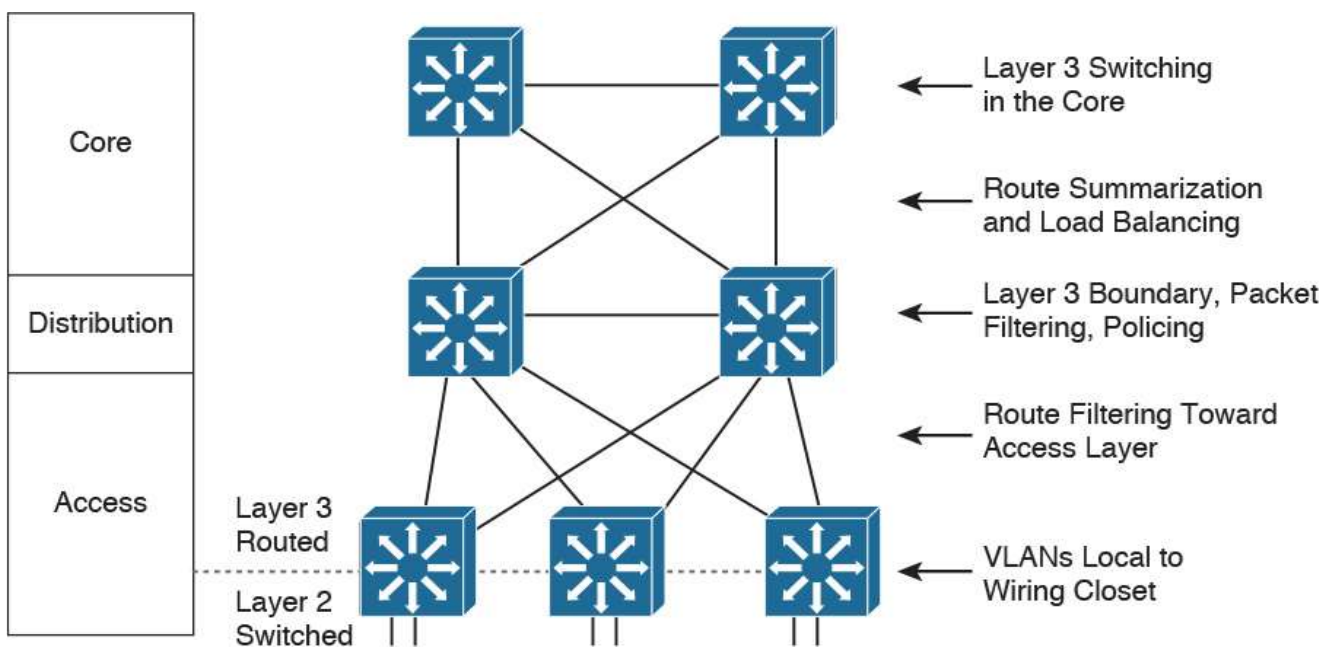 Core
Distribution
Access
Layer 3
Routed
Layer 2
Switched
Layer 3 Switching
in the Core
Route Summarization
and Load Balancing
Layer 3 Boundary, Packet
Filtering, Policing
Route Filtering Toward
Access Layer
VLANs Local to
Wiring Closet